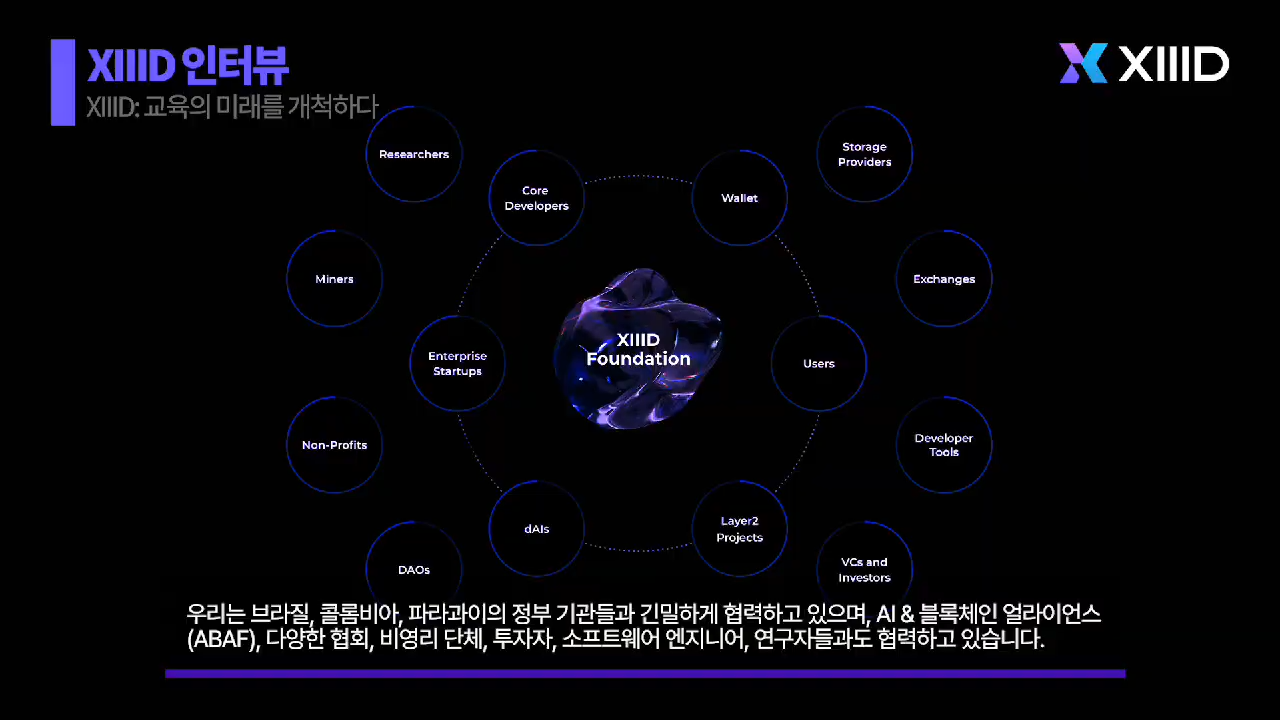 XIIID 인터뷰
XIIID: 교육의 미래를 개척하다
XIIID
Researchers
Core
Developers
Wallet
Storage
Providers
Miners
Exchanges
XIIID
Foundation
Enterprise
Startups
Users
Non-Profits
Developer
Tools
dAIs
Layer2
Projects
DAOs
VCs and
Investors
우리는 브라질, 콜롬비아, 파라과이의 정부 기관들과 긴밀하게 협력하고 있으며, AI & 블록체인 얼라이언스
(ABAF), 다양한 협회, 비영리 단체, 투자자, 소프트웨어 엔지니어, 연구자들과도 협력하고 있습니다.